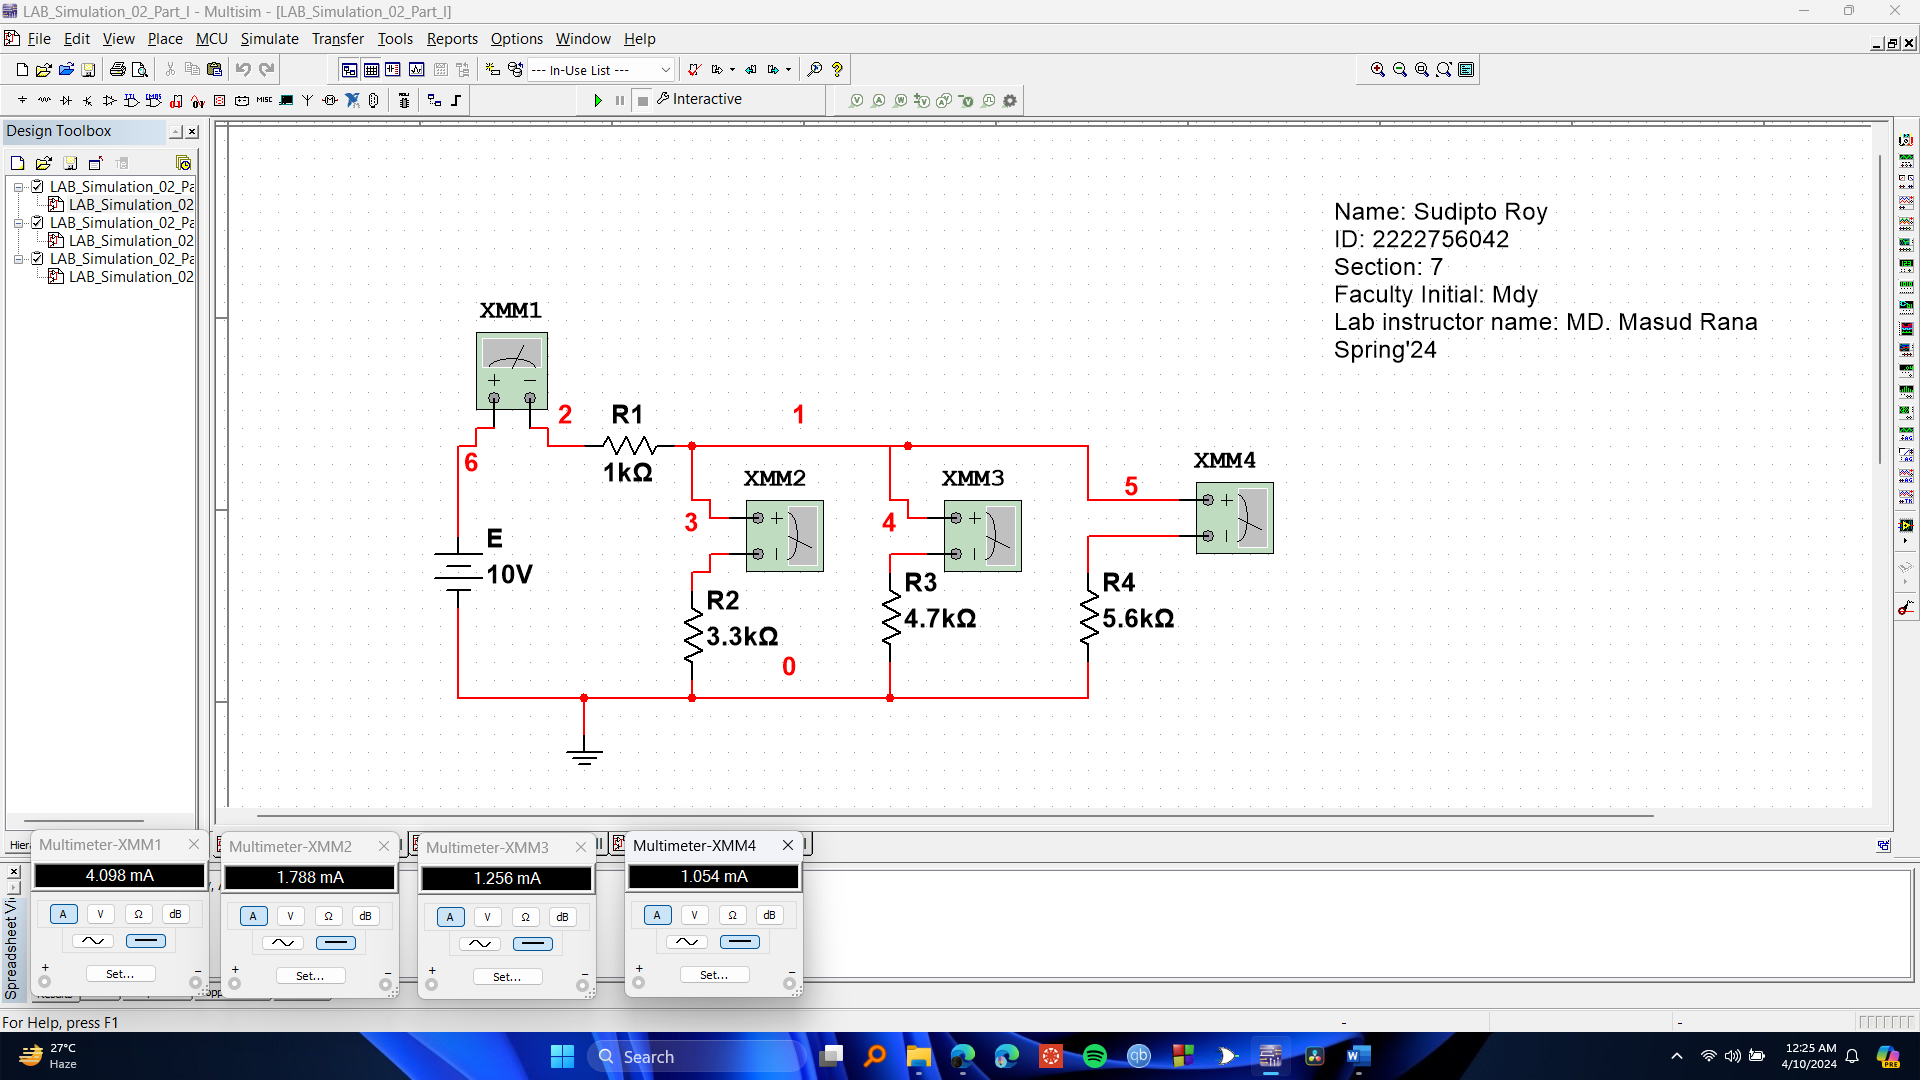 LAB_Simulation_02_Part_I - Multisim - [LAB_Simulation_02_Part_I]
File Edit View Place MCU Simulate Transfer Tools Reports Options Window Help
--- In-Use List ---
MISC
Interactive
Design Toolbox
LAB_Simulation_02_Pa
LAB_Simulation_02
LAB_Simulation_02_Pa
LAB_Simulation_02
LAB_Simulation_02_Pa
LAB_Simulation_02
Name: Sudipto Roy
ID: 2222756042
Section: 7
Faculty Initial: Mdy
Lab instructor name: MD. Masud Rana
Spring'24
XMM1
2 R1 1
6 1kΩ
XMM2 XMM3 XMM4
3 4 5
E
10V
R2
3.3kΩ
R3
4.7kΩ
R4
5.6kΩ
0
Hier
Multimeter-XMM1
4.098 mA
A V Ω dB
Set...
+ −
Multimeter-XMM2
1.788 mA
A V Ω dB
Set...
+ −
Multimeter-XMM3
1.256 mA
A V Ω dB
Set...
+ −
Multimeter-XMM4
1.054 mA
A V Ω dB
Set...
+ −
Spreadsheet Vi
Results
For Help, press F1
27°C
Haze
Search
12:25 AM
4/10/2024